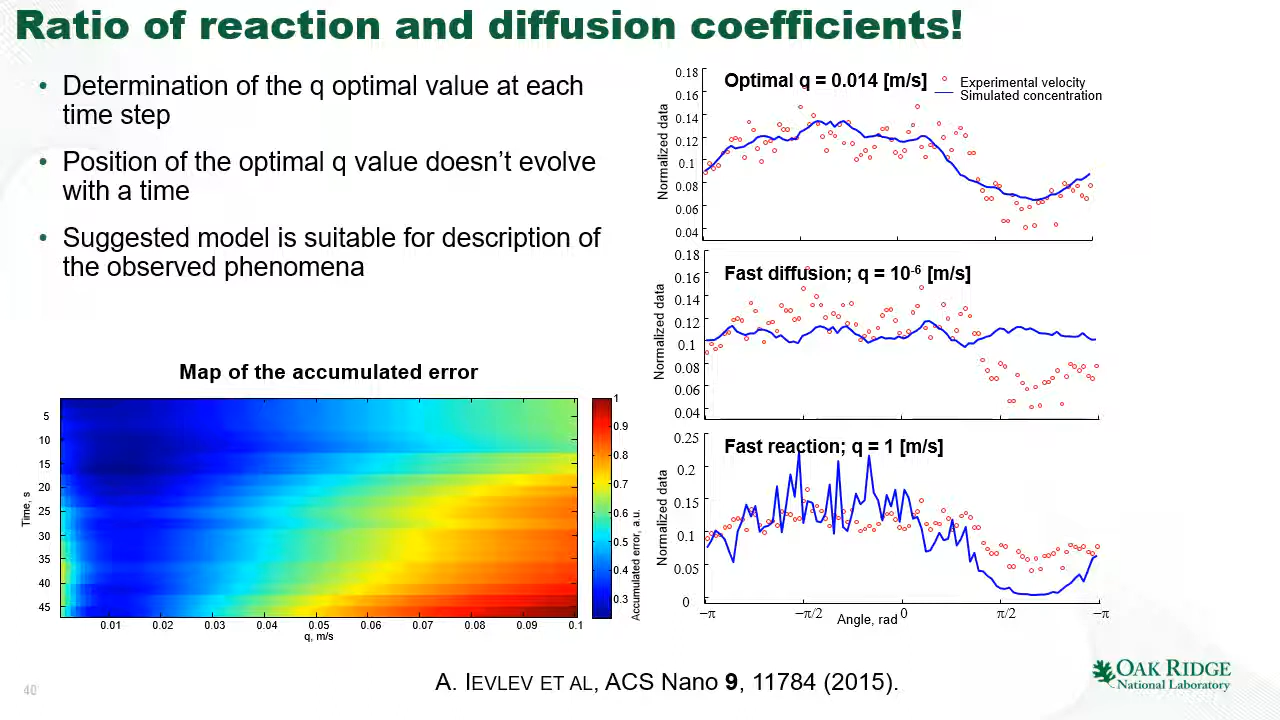 Ratio of reaction and diffusion coefficients!
• Determination of the q optimal value at each
time step
• Position of the optimal q value doesn’t evolve
with a time
• Suggested model is suitable for description of
the observed phenomena
Map of the accumulated error
5
10
15
20
25
30
35
40
45
Time, s
0.01 0.02 0.03 0.04 0.05 0.06 0.07 0.08 0.09 0.1
q, m/s
1
0.9
0.8
0.7
0.6
0.5
0.4
0.3
Accumulated error, a.u.
Optimal q = 0.014 [m/s]
Experimental velocity
Simulated concentration
0.18
0.16
0.14
0.12
0.1
0.08
0.06
0.04
Normalized data
Fast diffusion; q = 10⁻⁶ [m/s]
0.18
0.16
0.14
0.12
0.1
0.08
0.06
0.04
Normalized data
Fast reaction; q = 1 [m/s]
0.25
0.2
0.15
0.1
0.05
0
Normalized data
−π −π/2 0 π/2 −π
Angle, rad
A. IEVLEV ET AL, ACS Nano 9, 11784 (2015).
40
OAK RIDGE
National Laboratory